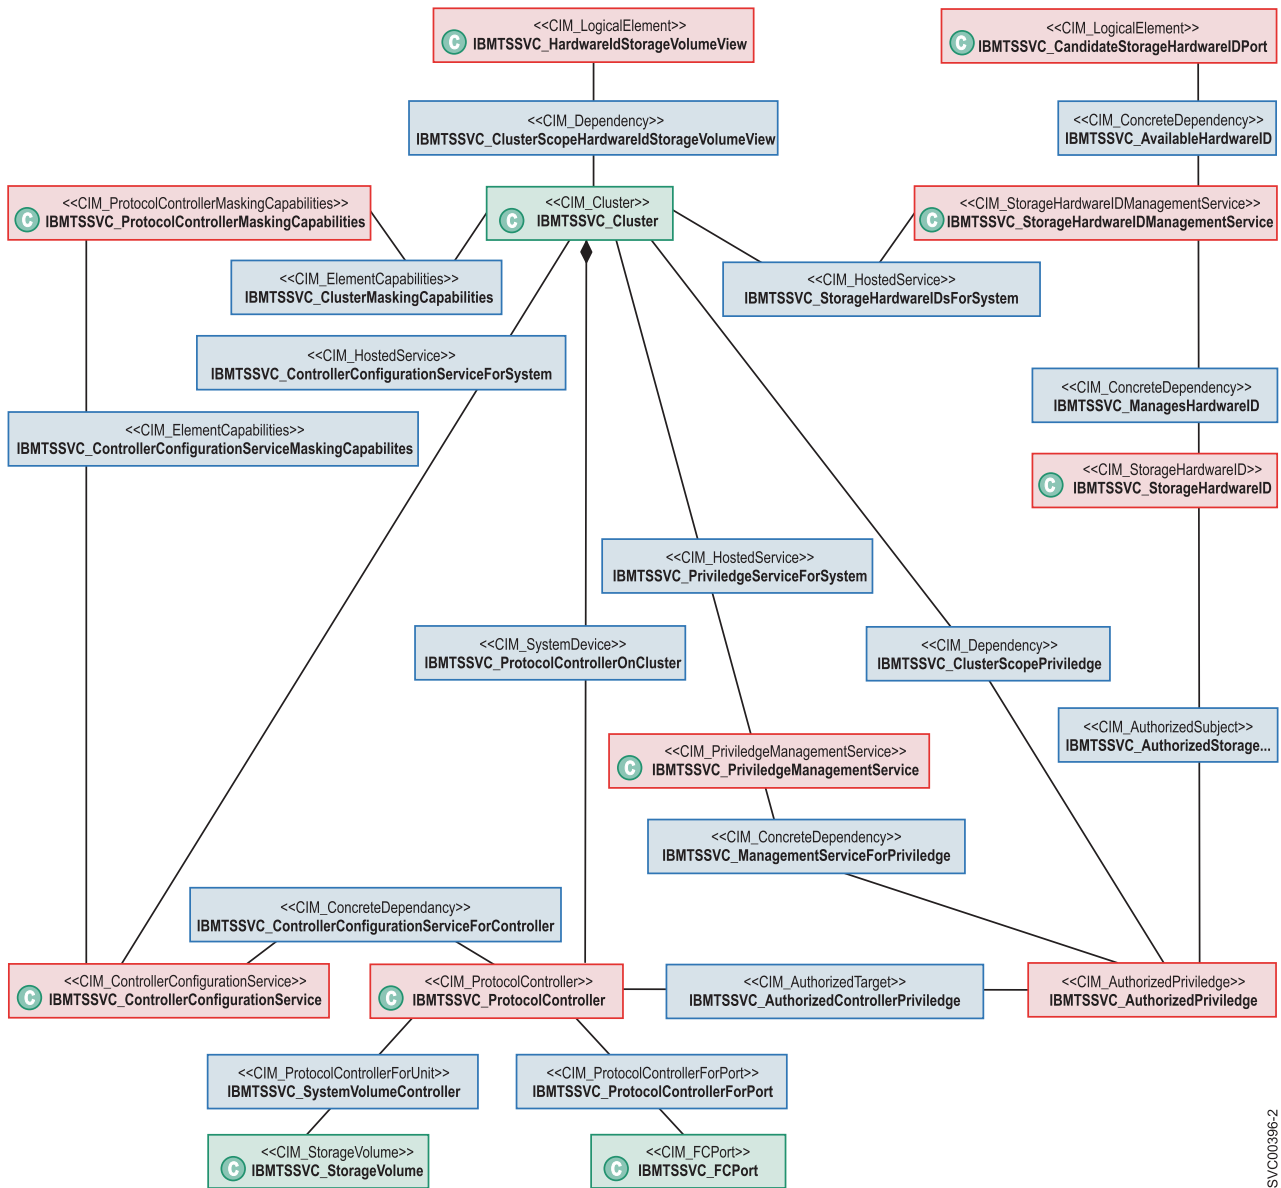 <<CIM_LogicalElement>>
IBMTSSVC_HardwareIdStorageVolumeView
<<CIM_LogicalElement>>
IBMTSSVC_CandidateStorageHardwareIDPort
<<CIM_Dependency>>
IBMTSSVC_ClusterScopeHardwareIdStorageVolumeView
<<CIM_ConcreteDependency>>
IBMTSSVC_AvailableHardwareID
<<CIM_ProtocolControllerMaskingCapabilities>>
IBMTSSVC_ProtocolControllerMaskingCapabilities
<<CIM_Cluster>>
IBMTSSVC_Cluster
<<CIM_StorageHardwareIDManagementService>>
IBMTSSVC_StorageHardwareIDManagementService
<<CIM_ElementCapabilities>>
IBMTSSVC_ClusterMaskingCapabilities
<<CIM_HostedService>>
IBMTSSVC_StorageHardwareIDsForSystem
<<CIM_HostedService>>
IBMTSSVC_ControllerConfigurationServiceForSystem
<<CIM_ConcreteDependency>>
IBMTSSVC_ManagesHardwareID
<<CIM_ElementCapabilities>>
IBMTSSVC_ControllerConfigurationServiceMaskingCapabilites
<<CIM_StorageHardwareID>>
IBMTSSVC_StorageHardwareID
<<CIM_HostedService>>
IBMTSSVC_PriviledgeServiceForSystem
<<CIM_SystemDevice>>
IBMTSSVC_ProtocolControllerOnCluster
<<CIM_Dependency>>
IBMTSSVC_ClusterScopePriviledge
<<CIM_AuthorizedSubject>>
IBMTSSVC_AuthorizedStorage...
<<CIM_PriviledgeManagementService>>
IBMTSSVC_PriviledgeManagementService
<<CIM_ConcreteDependency>>
IBMTSSVC_ManagementServiceForPriviledge
<<CIM_ConcreteDependancy>>
IBMTSSVC_ControllerConfigurationServiceForController
<<CIM_ControllerConfigurationService>>
IBMTSSVC_ControllerConfigurationService
<<CIM_ProtocolController>>
IBMTSSVC_ProtocolController
<<CIM_AuthorizedTarget>>
IBMTSSVC_AuthorizedControllerPriviledge
<<CIM_AuthorizedPriviledge>>
IBMTSSVC_AuthorizedPriviledge
<<CIM_ProtocolControllerForUnit>>
IBMTSSVC_SystemVolumeController
<<CIM_ProtocolControllerForPort>>
IBMTSSVC_ProtocolControllerForPort
<<CIM_StorageVolume>>
IBMTSSVC_StorageVolume
<<CIM_FCPort>>
IBMTSSVC_FCPort
SVC00396-2
C
C
C
C
C
C
C
C
C
C
C